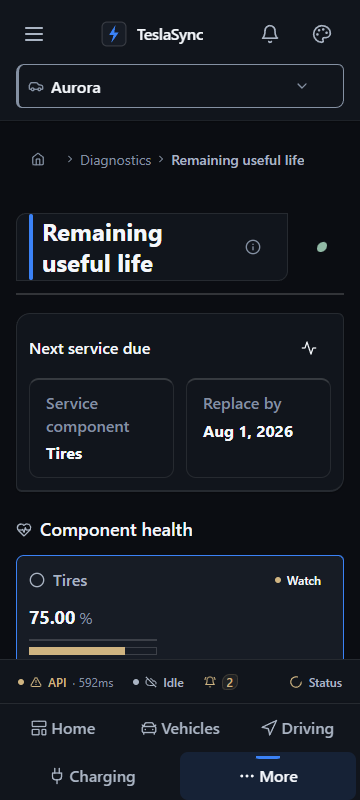 TeslaSync
Aurora
Diagnostics Remaining useful life
Remaining
useful life
Next service due
Service
component
Tires
Replace by
Aug 1, 2026
Component health
Tires
Watch
75.00 %
API · 592ms
Idle
2
Status
Home
Vehicles
Driving
Charging
More